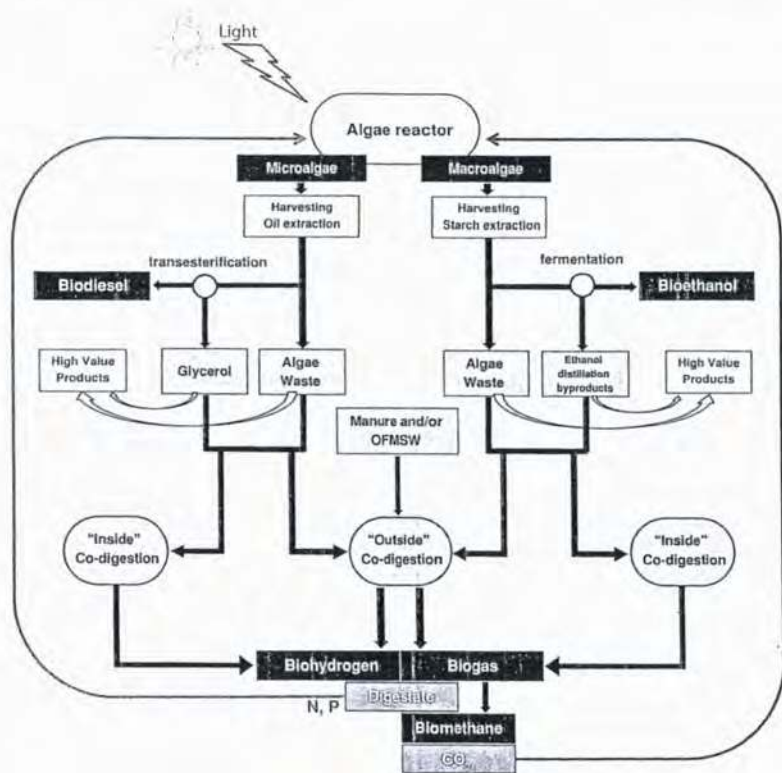 Light
Algae reactor
Microalgae
Macroalgae
Harvesting
Oil extraction
Harvesting
Starch extraction
transesterification
fermentation
Biodiesel
Bioethanol
High Value
Products
Glycerol
Algae
Waste
Algae
Waste
Ethanol
distillation
byproducts
High Value
Products
Manure and/or
OFMSW
"Inside"
Co-digestion
"Outside"
Co-digestion
"Inside"
Co-digestion
Biohydrogen
Biogas
Digestate
N, P
Biomethane
CO